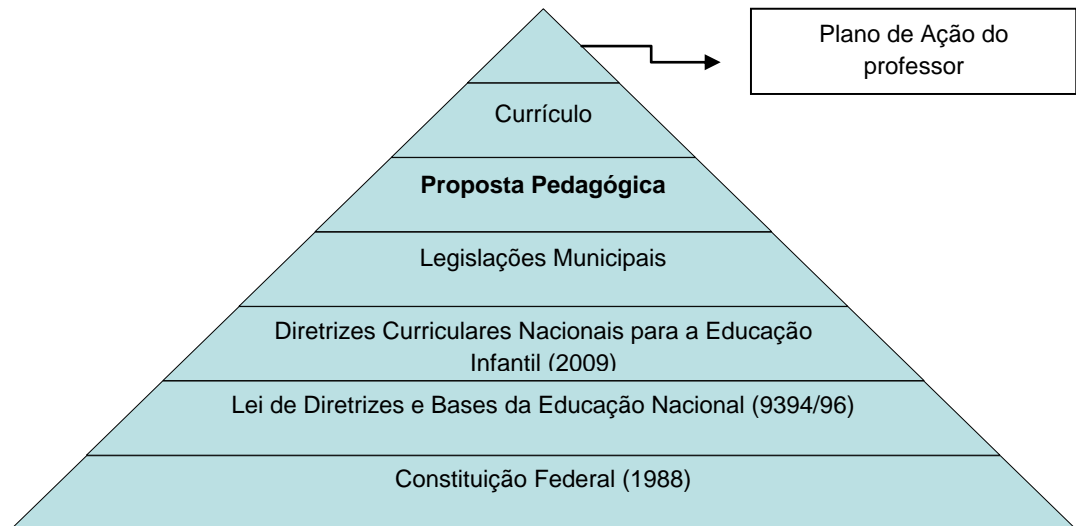 Plano de Ação do
professor
Currículo
Proposta Pedagógica
Legislações Municipais
Diretrizes Curriculares Nacionais para a Educação
Infantil (2009)
Lei de Diretrizes e Bases da Educação Nacional (9394/96)
Constituição Federal (1988)